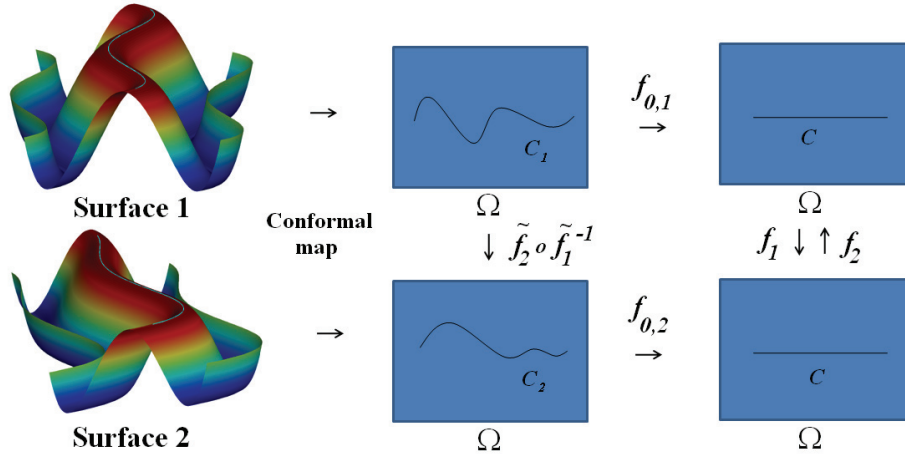 Surface 1
C₁
Ω
f₀,₁
C
Ω
Conformal
map
f̃₂ o f̃₁⁻¹
f₁
f₂
Surface 2
C₂
Ω
f₀,₂
C
Ω